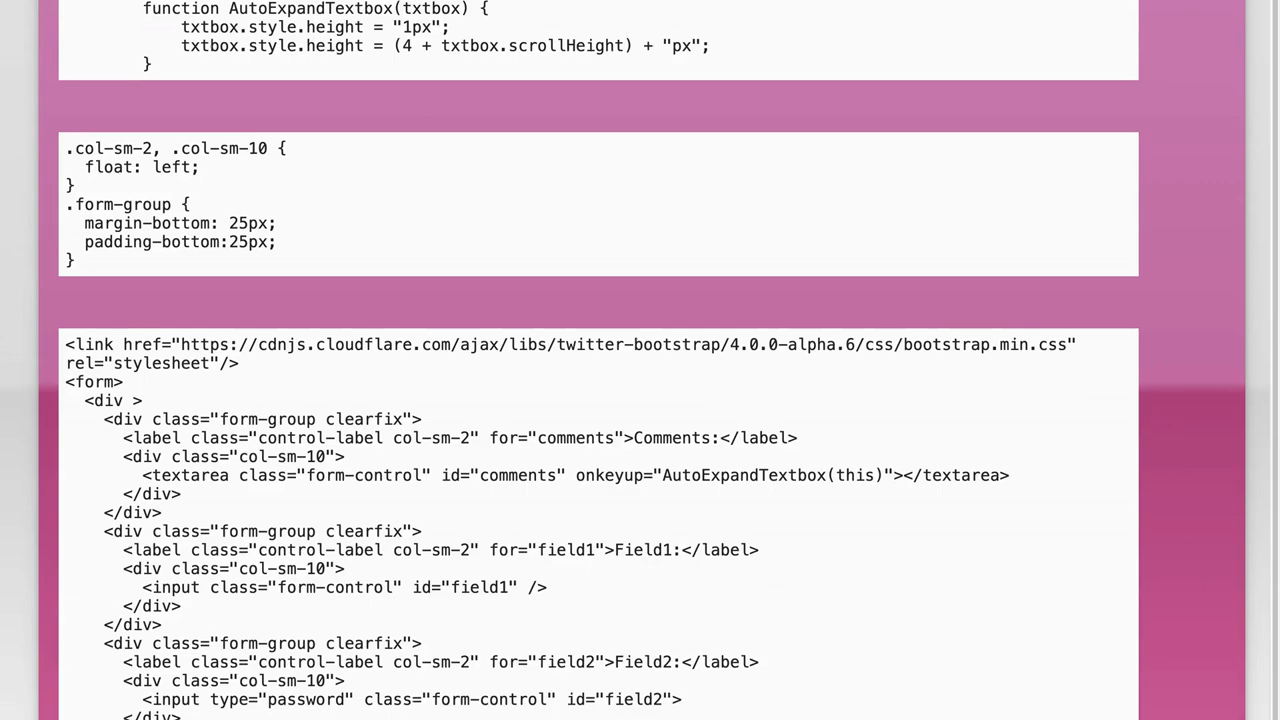 function AutoExpandTextbox(txtbox) {
txtbox.style.height = "1px";
txtbox.style.height = (4 + txtbox.scrollHeight) + "px";
}
.col-sm-2, .col-sm-10 {
float: left;
}
.form-group {
margin-bottom: 25px;
padding-bottom:25px;
}
<link href="https://cdnjs.cloudflare.com/ajax/libs/twitter-bootstrap/4.0.0-alpha.6/css/bootstrap.min.css"
rel="stylesheet"/>
<form>
<div >
<div class="form-group clearfix">
<label class="control-label col-sm-2" for="comments">Comments:</label>
<div class="col-sm-10">
<textarea class="form-control" id="comments" onkeyup="AutoExpandTextbox(this)"></textarea>
</div>
</div>
<div class="form-group clearfix">
<label class="control-label col-sm-2" for="field1">Field1:</label>
<div class="col-sm-10">
<input class="form-control" id="field1" />
</div>
</div>
<div class="form-group clearfix">
<label class="control-label col-sm-2" for="field2">Field2:</label>
<div class="col-sm-10">
<input type="password" class="form-control" id="field2">
</div>